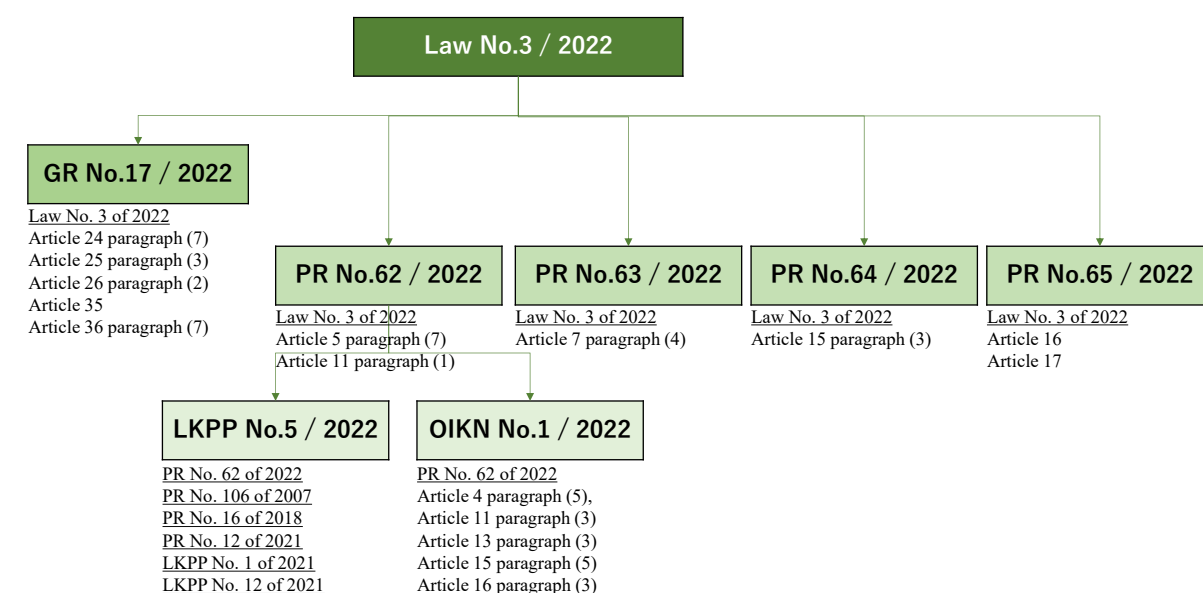 Law No.3 / 2022
GR No.17 / 2022
Law No. 3 of 2022
Article 24 paragraph (7)
Article 25 paragraph (3)
Article 26 paragraph (2)
Article 35
Article 36 paragraph (7)
PR No.62 / 2022
Law No. 3 of 2022
Article 5 paragraph (7)
Article 11 paragraph (1)
PR No.63 / 2022
Law No. 3 of 2022
Article 7 paragraph (4)
PR No.64 / 2022
Law No. 3 of 2022
Article 15 paragraph (3)
PR No.65 / 2022
Law No. 3 of 2022
Article 16
Article 17
LKPP No.5 / 2022
PR No. 62 of 2022
PR No. 106 of 2007
PR No. 16 of 2018
PR No. 12 of 2021
LKPP No. 1 of 2021
LKPP No. 12 of 2021
OIKN No.1 / 2022
PR No. 62 of 2022
Article 4 paragraph (5),
Article 11 paragraph (3)
Article 13 paragraph (3)
Article 15 paragraph (5)
Article 16 paragraph (3)